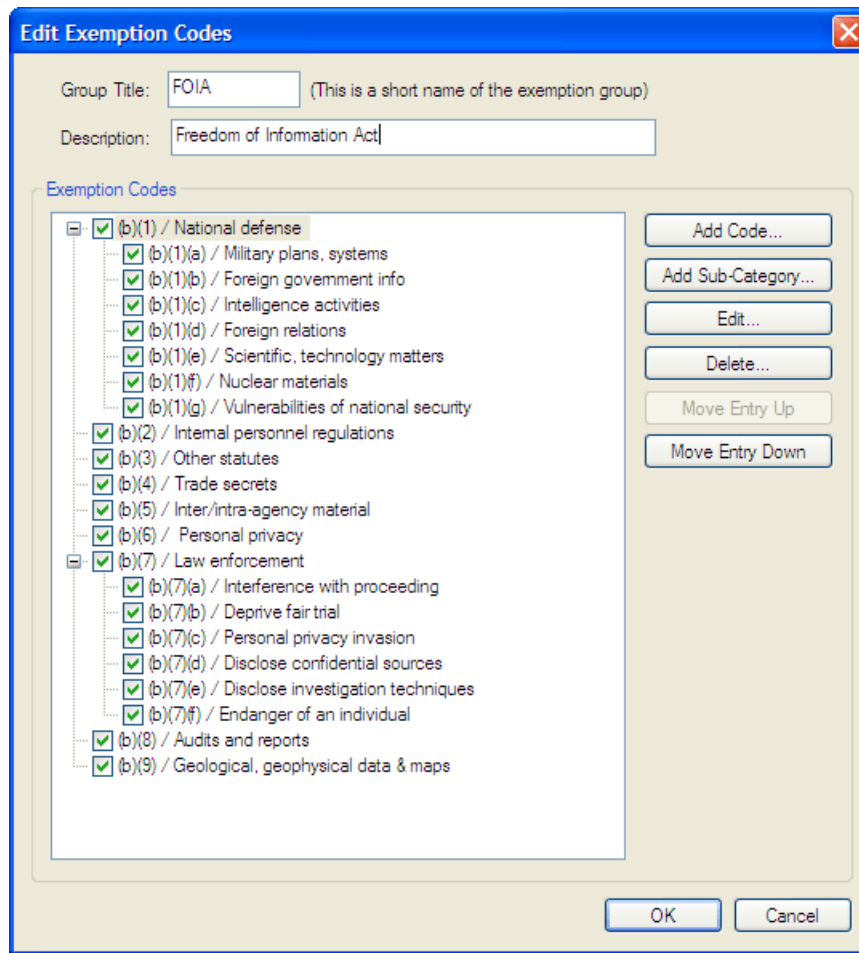 Edit Exemption Codes
Group Title: FOIA (This is a short name of the exemption group)
Description: Freedom of Information Act
Exemption Codes
(b)(1) / National defense
(b)(1)(a) / Military plans, systems
(b)(1)(b) / Foreign government info
(b)(1)(c) / Intelligence activities
(b)(1)(d) / Foreign relations
(b)(1)(e) / Scientific, technology matters
(b)(1)(f) / Nuclear materials
(b)(1)(g) / Vulnerabilities of national security
(b)(2) / Internal personnel regulations
(b)(3) / Other statutes
(b)(4) / Trade secrets
(b)(5) / Inter/intra-agency material
(b)(6) / Personal privacy
(b)(7) / Law enforcement
(b)(7)(a) / Interference with proceeding
(b)(7)(b) / Deprive fair trial
(b)(7)(c) / Personal privacy invasion
(b)(7)(d) / Disclose confidential sources
(b)(7)(e) / Disclose investigation techniques
(b)(7)(f) / Endanger of an individual
(b)(8) / Audits and reports
(b)(9) / Geological, geophysical data & maps
Add Code...
Add Sub-Category...
Edit...
Delete...
Move Entry Up
Move Entry Down
OK
Cancel